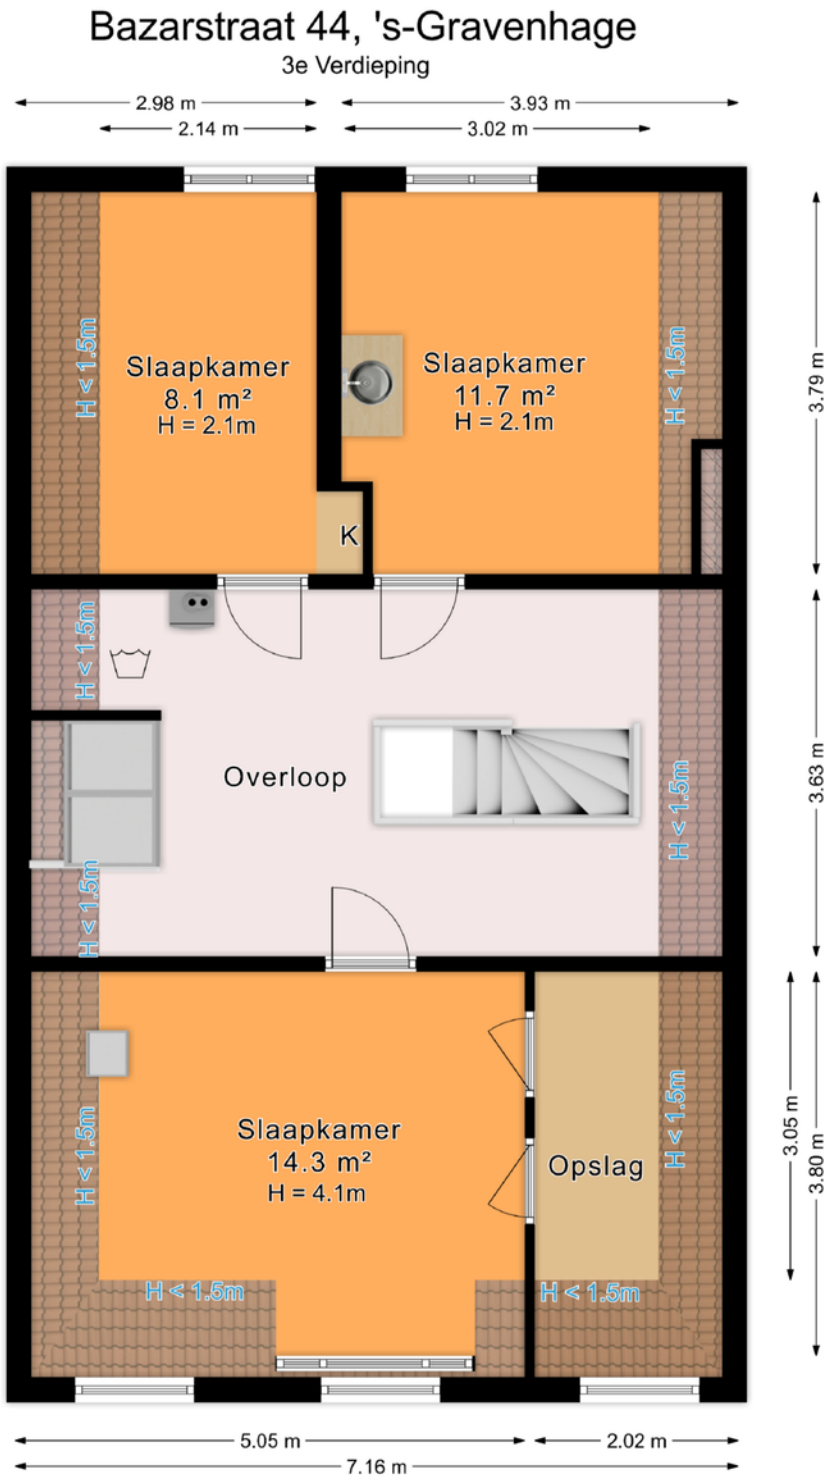 Bazarstraat 44, 's-Gravenhage
3e Verdieping
2.98 m
3.93 m
2.14 m
3.02 m
H < 1.5m
Slaapkamer
8.1 m²
H = 2.1m
Slaapkamer
11.7 m²
H = 2.1m
H < 1.5m
3.79 m
K
H < 1.5m
Overloop
H < 1.5m
3.63 m
H < 1.5m
Slaapkamer
14.3 m²
H = 4.1m
H < 1.5m
Opslag
H < 1.5m
3.05 m
3.80 m
H < 1.5m
H < 1.5m
5.05 m
2.02 m
7.16 m